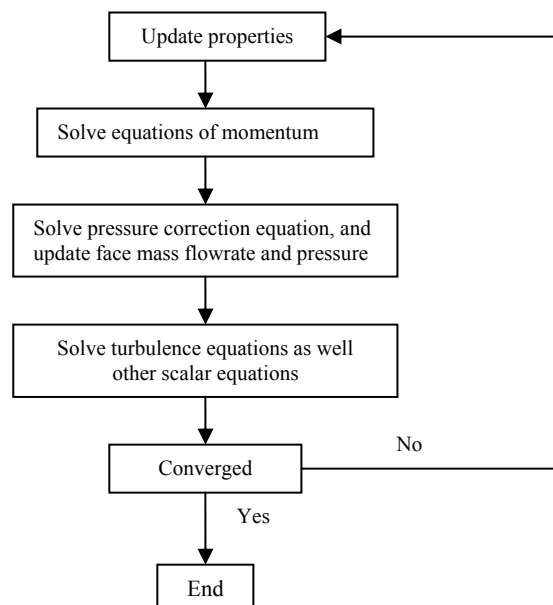 Update properties
Solve equations of momentum
Solve pressure correction equation, and
update face mass flowrate and pressure
Solve turbulence equations as well
other scalar equations
Converged
No
Yes
End